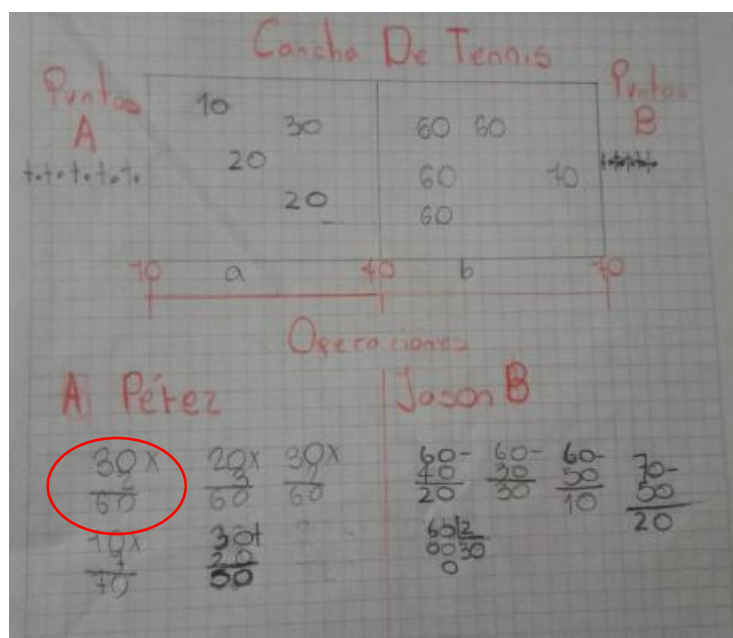 Cancha De Tennis
Puntos
A
Puntos
B
10
30
20
20
60 60
60
70
60
10 a 40 b 70
Operaciones
A Pérez
Jason B
30x 20x 30x
2 3 2
60 60 60
10x 30+
7 20
70 50
60- 60- 60- 70-
40 30 50 50
20 30 10 20
60 2
00 30
0